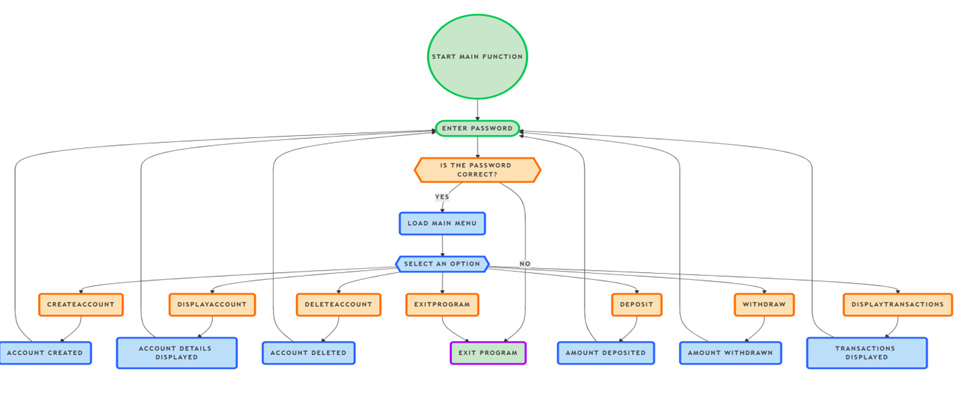 START MAIN FUNCTION
ENTER PASSWORD
IS THE PASSWORD
CORRECT?
YES
LOAD MAIN MENU
SELECT AN OPTION
NO
CREATEACCOUNT
DISPLAYACCOUNT
DELETEACCOUNT
EXITPROGRAM
DEPOSIT
WITHDRAW
DISPLAYTRANSACTIONS
ACCOUNT CREATED
ACCOUNT DETAILS
DISPLAYED
ACCOUNT DELETED
EXIT PROGRAM
AMOUNT DEPOSITED
AMOUNT WITHDRAWN
TRANSACTIONS
DISPLAYED